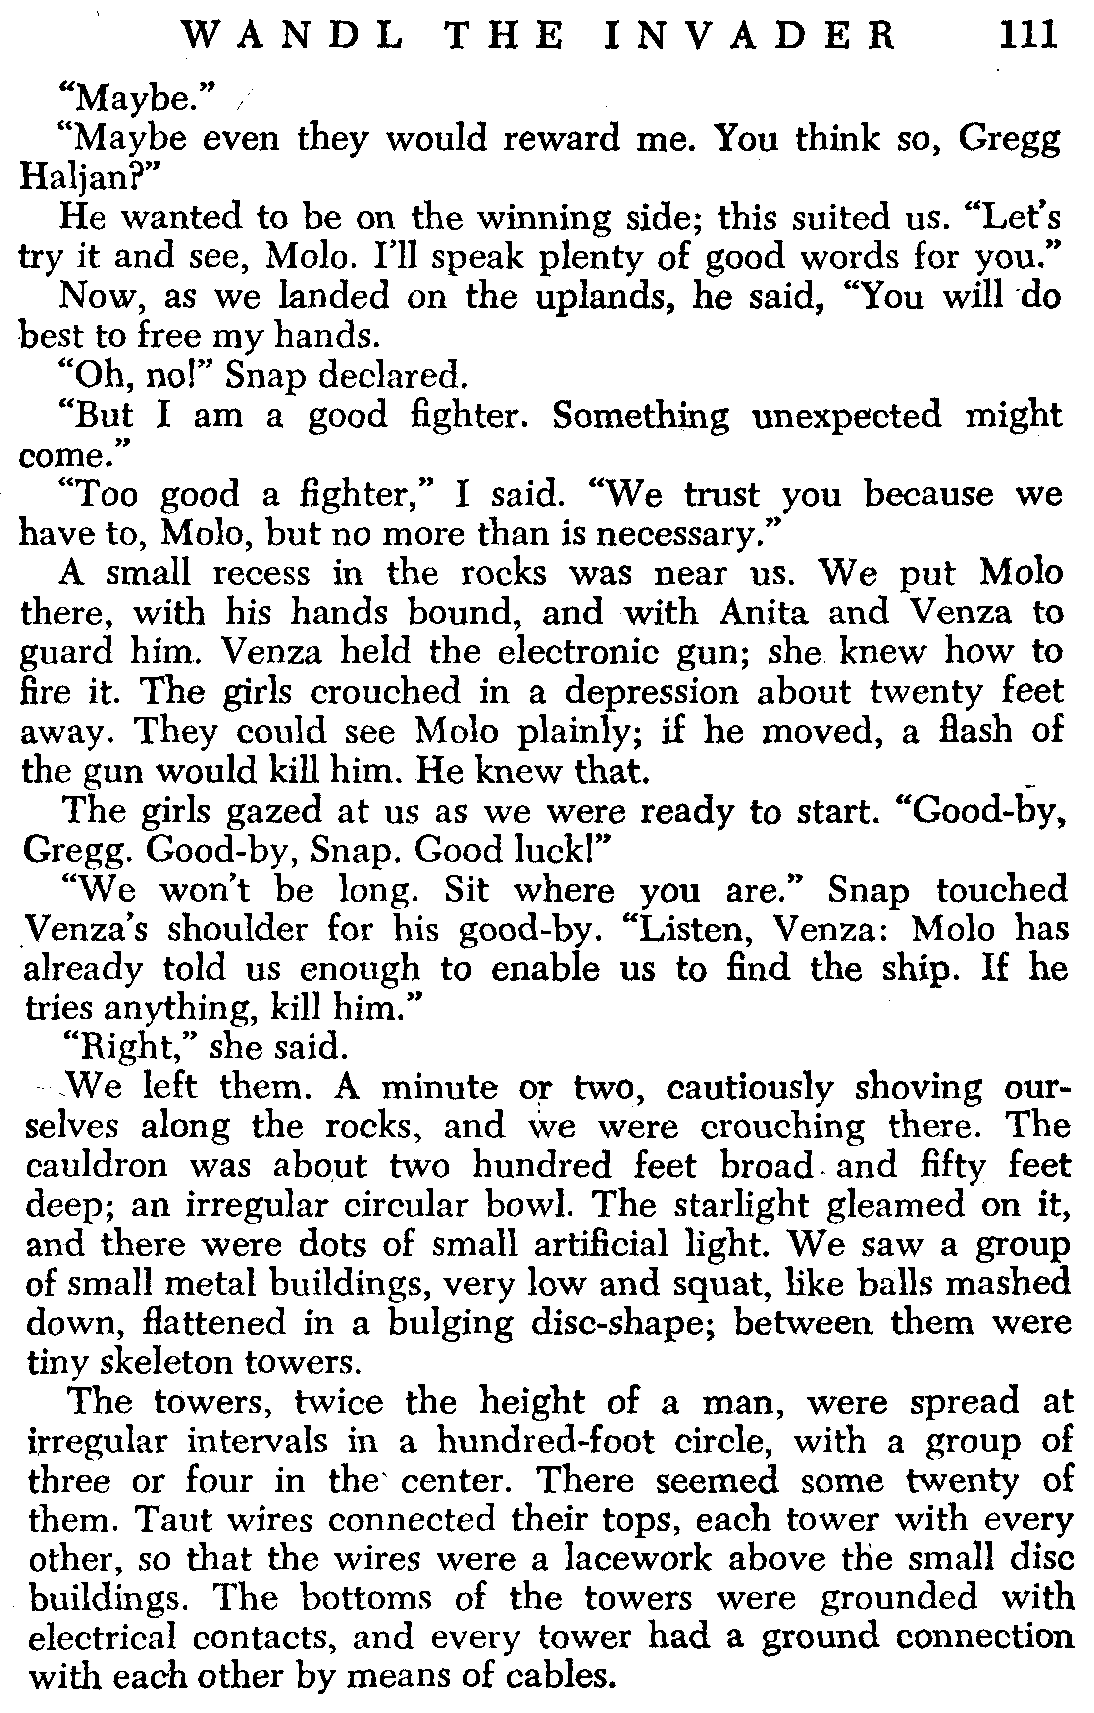 WANDL THE INVADER 111
“Maybe.”
“Maybe even they would reward me. You think so, Gregg
Haljan?”
He wanted to be on the winning side; this suited us. “Let’s
try it and see, Molo. I’ll speak plenty of good words for you.”
Now, as we landed on the uplands, he said, “You will do
best to free my hands.
“Oh, no!” Snap declared.
“But I am a good fighter. Something unexpected might
come.”
“Too good a fighter,” I said. “We trust you because we
have to, Molo, but no more than is necessary.”
A small recess in the rocks was near us. We put Molo
there, with his hands bound, and with Anita and Venza to
guard him. Venza held the electronic gun; she knew how to
fire it. The girls crouched in a depression about twenty feet
away. They could see Molo plainly; if he moved, a flash of
the gun would kill him. He knew that.
The girls gazed at us as we were ready to start. “Good-by,
Gregg. Good-by, Snap. Good luck!”
“We won’t be long. Sit where you are.” Snap touched
Venza’s shoulder for his good-by. “Listen, Venza: Molo has
already told us enough to enable us to find the ship. If he
tries anything, kill him.”
“Right,” she said.
We left them. A minute or two, cautiously shoving our-
selves along the rocks, and we were crouching there. The
cauldron was about two hundred feet broad and fifty feet
deep; an irregular circular bowl. The starlight gleamed on it,
and there were dots of small artificial light. We saw a group
of small metal buildings, very low and squat, like balls mashed
down, flattened in a bulging disc-shape; between them were
tiny skeleton towers.
The towers, twice the height of a man, were spread at
irregular intervals in a hundred-foot circle, with a group of
three or four in the center. There seemed some twenty of
them. Taut wires connected their tops, each tower with every
other, so that the wires were a lacework above the small disc
buildings. The bottoms of the towers were grounded with
electrical contacts, and every tower had a ground connection
with each other by means of cables.